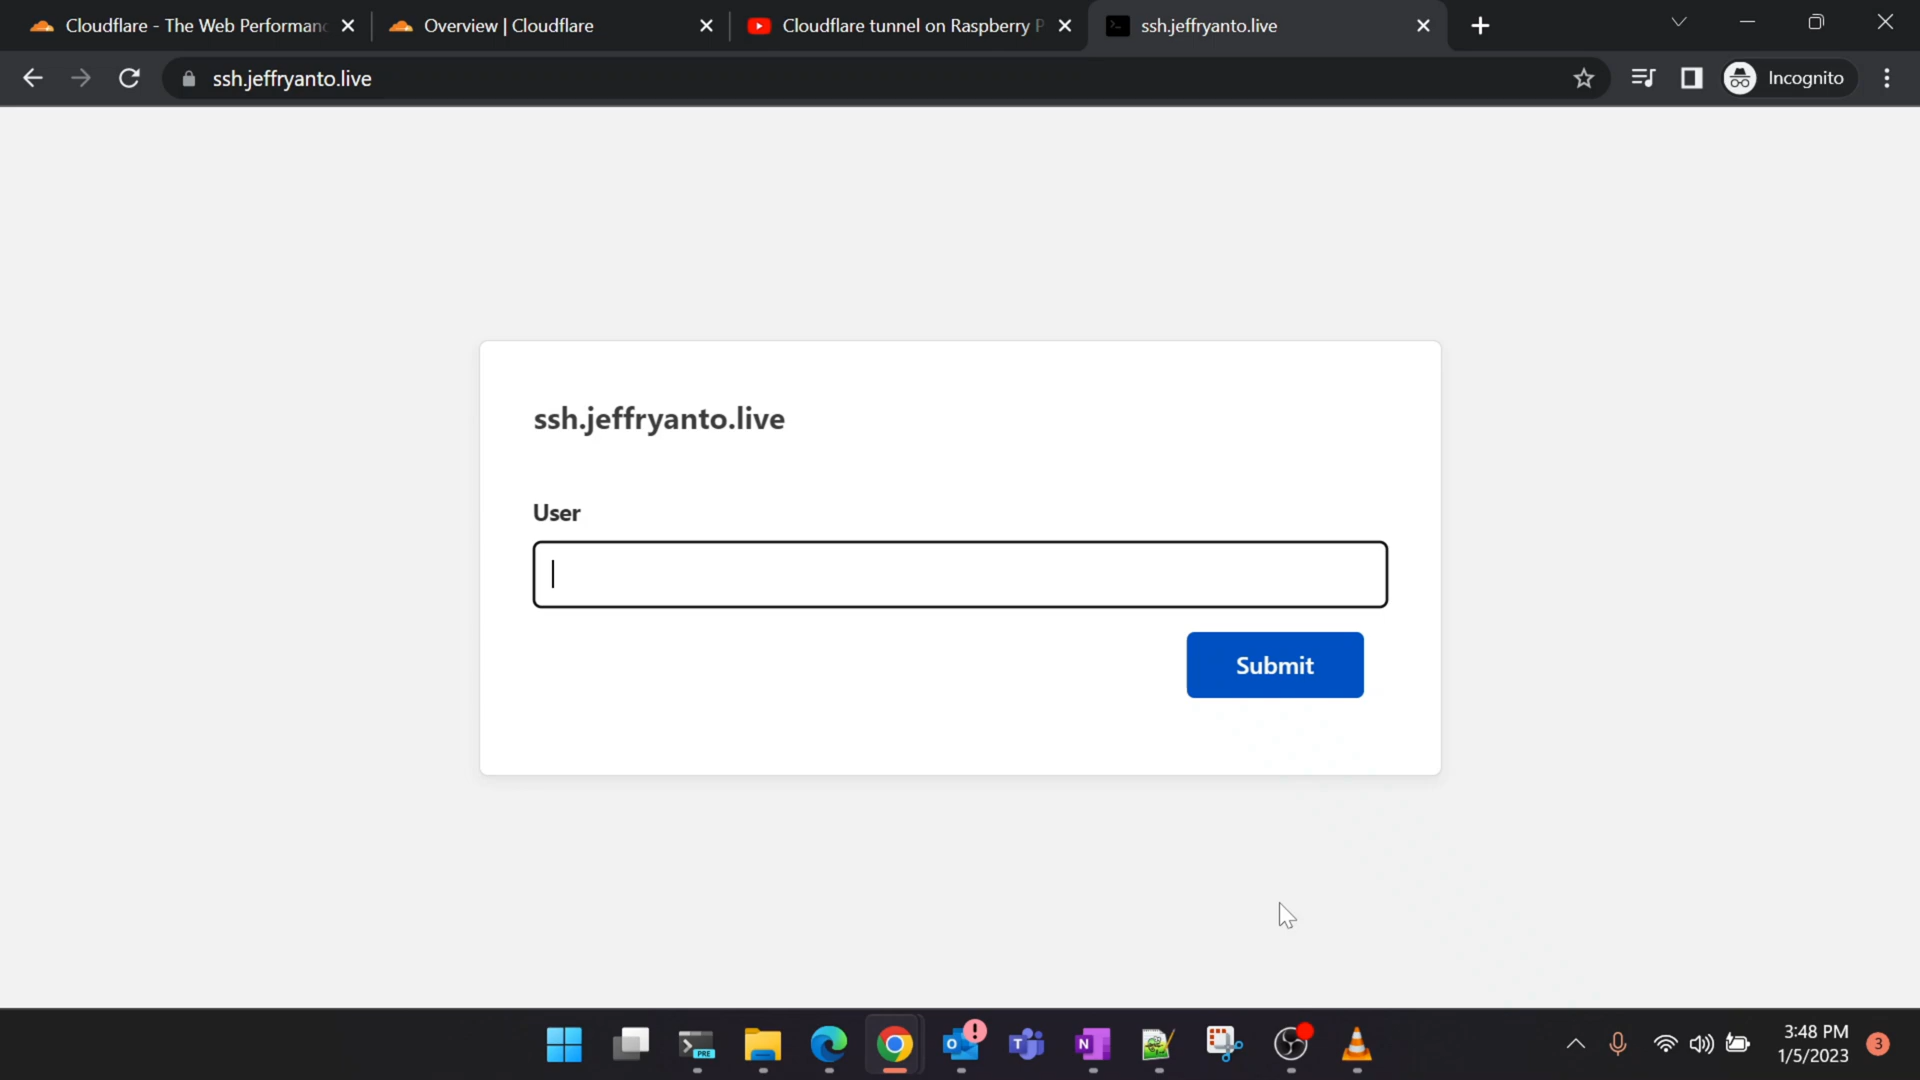 Cloudflare - The Web Performanc
Overview | Cloudflare
Cloudflare tunnel on Raspberry P
ssh.jeffryanto.live
ssh.jeffryanto.live
Incognito
ssh.jeffryanto.live
User
Submit
PRE
3:48 PM
1/5/2023
3